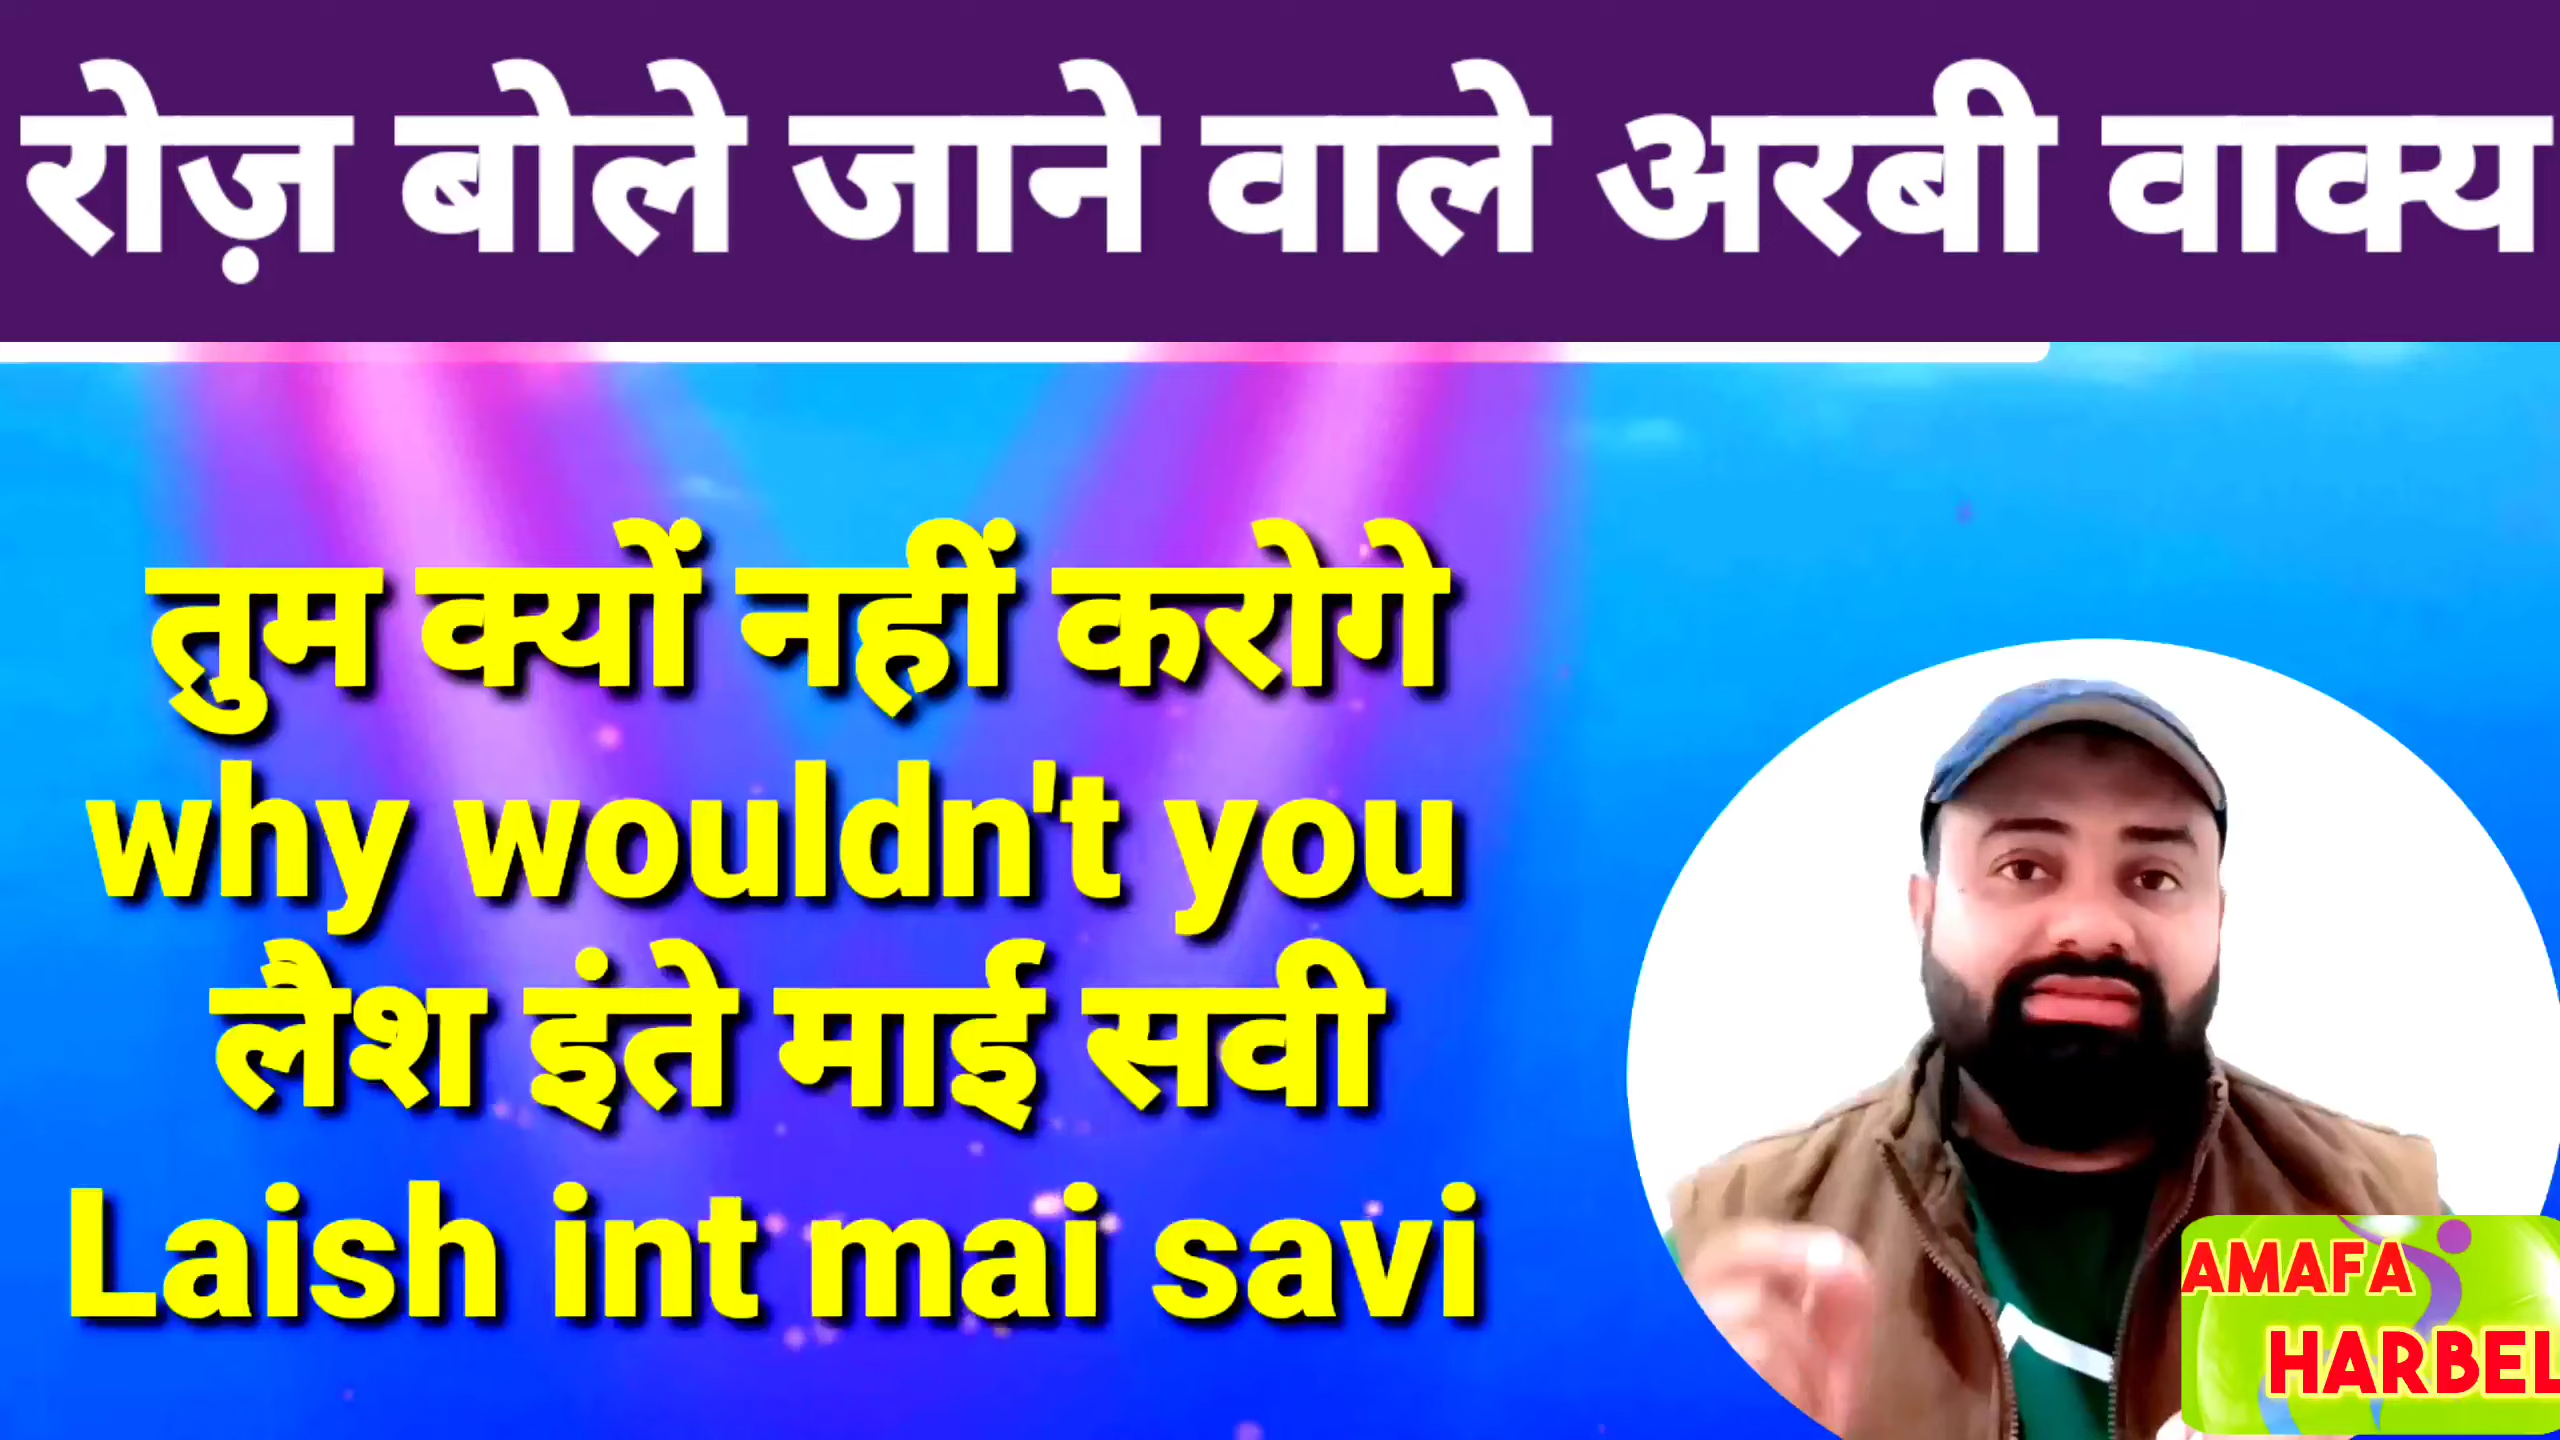 रोज़ बोले जाने वाले अरबी वाक्य
तुम क्यों नहीं करोगे
why wouldn't you
लैश इंते माई सवी
Laish int mai savi
AMAFA
HARBEL